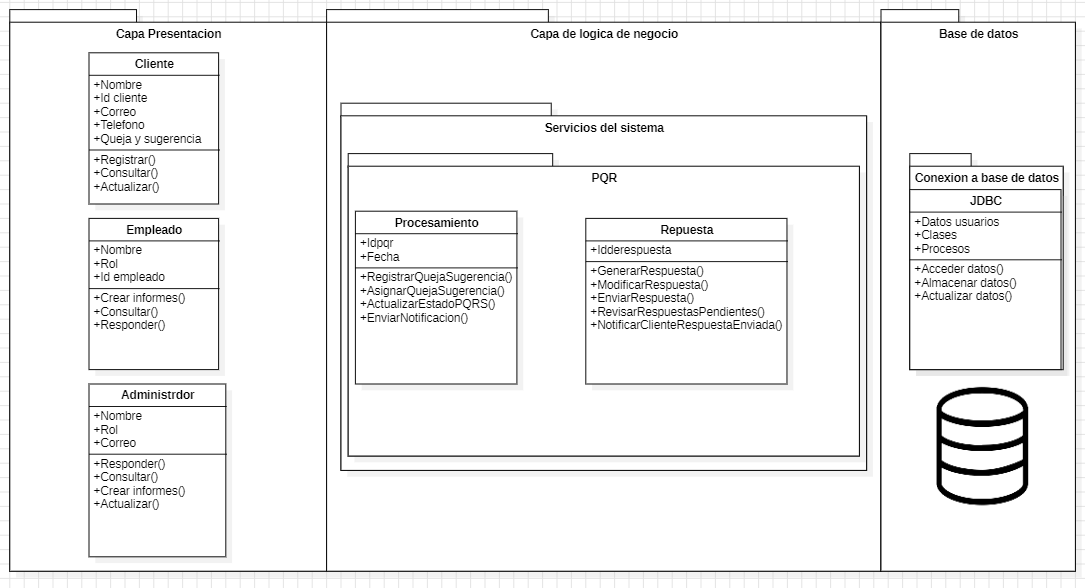 Capa Presentacion
Cliente
+Nombre
+Id cliente
+Correo
+Telefono
+Queja y sugerencia
+Registrar()
+Consultar()
+Actualizar()
Empleado
+Nombre
+Rol
+Id empleado
+Crear informes()
+Consultar()
+Responder()
Administrdor
+Nombre
+Rol
+Correo
+Responder()
+Consultar()
+Crear informes()
+Actualizar()
Capa de logica de negocio
Servicios del sistema
PQR
Procesamiento
+Idpqr
+Fecha
+RegistrarQuejaSugerencia()
+AsignarQuejaSugerencia()
+ActualizarEstadoPQRS()
+EnviarNotificacion()
Repuesta
+Idderespuesta
+GenerarRespuesta()
+ModificarRespuesta()
+EnviarRespuesta()
+RevisarRespuestasPendientes()
+NotificarClienteRespuestaEnviada()
Base de datos
Conexion a base de datos
JDBC
+Datos usuarios
+Clases
+Procesos
+Acceder datos()
+Almacenar datos()
+Actualizar datos()